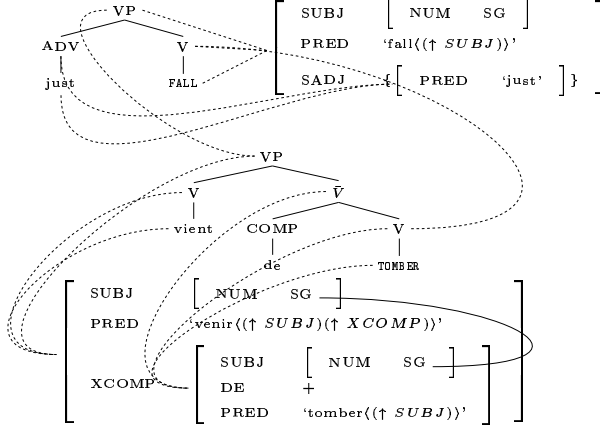 VP
SUBJ [ NUM SG ]
ADV V
PRED ‘fall⟨(↑ SUBJ)⟩’
just FALL
SADJ { [ PRED ‘just’ ] }
VP
V V̄
vient COMP V
de TOMBER
SUBJ [ NUM SG ]
PRED ‘venir⟨(↑ SUBJ)(↑ XCOMP)⟩’
SUBJ [ NUM SG ]
XCOMP
DE +
PRED ‘tomber⟨(↑ SUBJ)⟩’